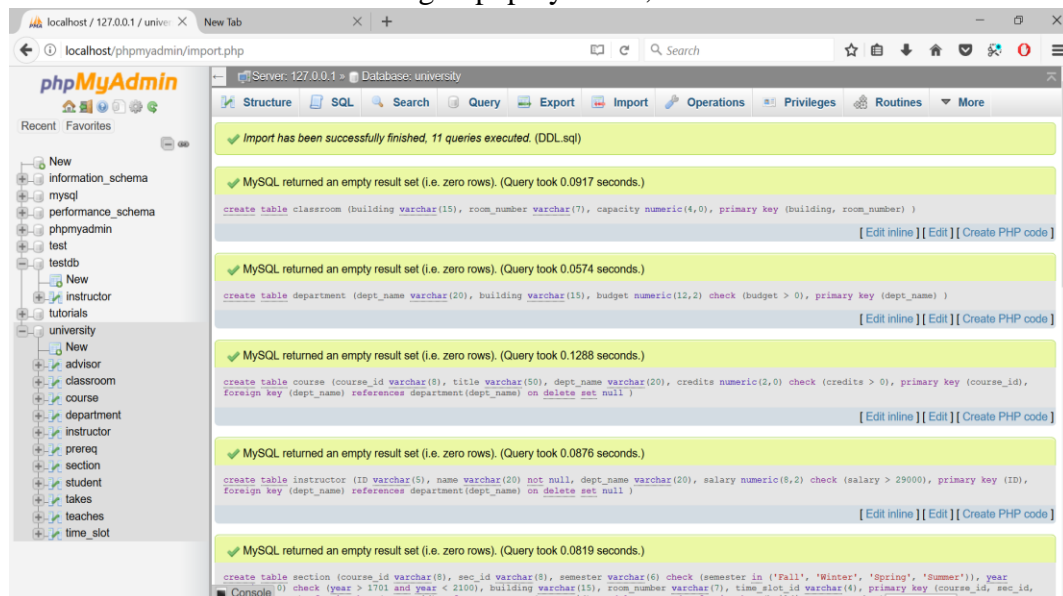 localhost / 127.0.0.1 / univer
New Tab
localhost/phpmyadmin/import.php
Search
phpMyAdmin
Recent Favorites
New
information_schema
mysql
performance_schema
phpmyadmin
test
testdb
New
instructor
tutorials
university
New
advisor
classroom
course
department
instructor
prereq
section
student
takes
teaches
time_slot
Server: 127.0.0.1 » Database: university
Structure SQL Search Query Export Import Operations Privileges Routines More
Import has been successfully finished, 11 queries executed. (DDL.sql)
MySQL returned an empty result set (i.e. zero rows). (Query took 0.0917 seconds.)
create table classroom (building varchar(15), room_number varchar(7), capacity numeric(4,0), primary key (building, room_number) )
[ Edit inline ] [ Edit ] [ Create PHP code ]
MySQL returned an empty result set (i.e. zero rows). (Query took 0.0574 seconds.)
create table department (dept_name varchar(20), building varchar(15), budget numeric(12,2) check (budget > 0), primary key (dept_name) )
[ Edit inline ] [ Edit ] [ Create PHP code ]
MySQL returned an empty result set (i.e. zero rows). (Query took 0.1288 seconds.)
create table course (course_id varchar(8), title varchar(50), dept_name varchar(20), credits numeric(2,0) check (credits > 0), primary key (course_id),
foreign key (dept_name) references department(dept_name) on delete set null )
[ Edit inline ] [ Edit ] [ Create PHP code ]
MySQL returned an empty result set (i.e. zero rows). (Query took 0.0876 seconds.)
create table instructor (ID varchar(5), name varchar(20) not null, dept_name varchar(20), salary numeric(8,2) check (salary > 29000), primary key (ID),
foreign key (dept_name) references department(dept_name) on delete set null )
[ Edit inline ] [ Edit ] [ Create PHP code ]
MySQL returned an empty result set (i.e. zero rows). (Query took 0.0819 seconds.)
create table section (course_id varchar(8), sec_id varchar(8), semester varchar(6) check (semester in ('Fall', 'Winter', 'Spring', 'Summer')), year
0) check (year > 1701 and year < 2100), building varchar(15), room_number varchar(7), time_slot_id varchar(4), primary key (course_id, sec_id,
Console